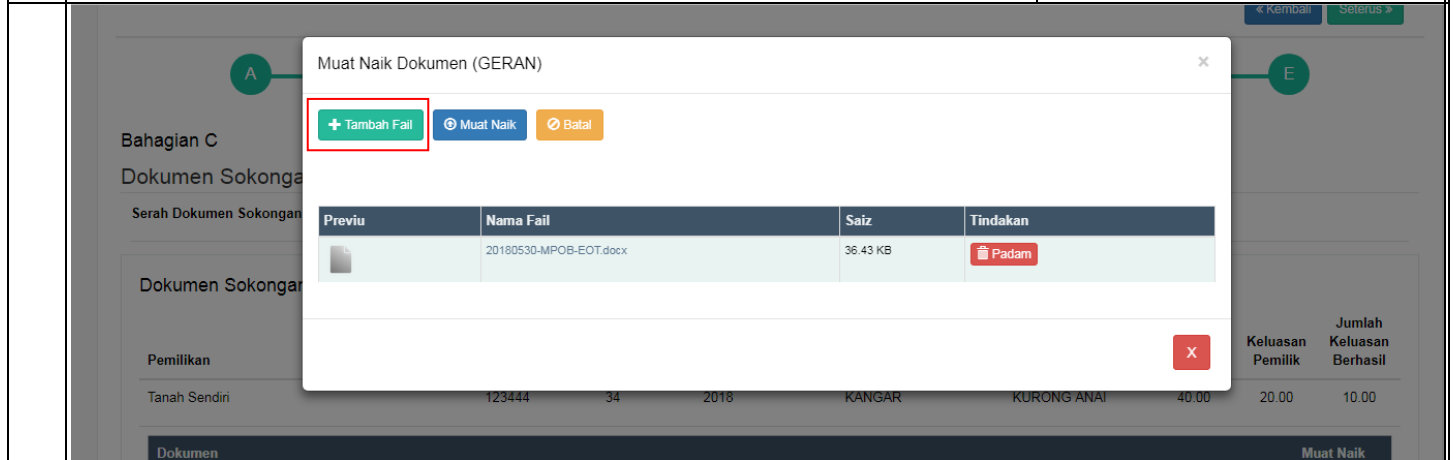 « Kembali Seterus »
A E
Muat Naik Dokumen (GERAN) ×
Tambah Fail Muat Naik Batal
Bahagian C
Dokumen Sokonga
Serah Dokumen Sokongan
Previu Nama Fail Saiz Tindakan
20180530-MPOB-EOT.docx 36.43 KB Padam
Dokumen Sokongan
X
Pemilikan Keluasan Pemilik Jumlah Keluasan Berhasil
Tanah Sendiri 123444 34 2018 KANGAR KURONG ANAI 40.00 20.00 10.00
Dokumen Muat Naik